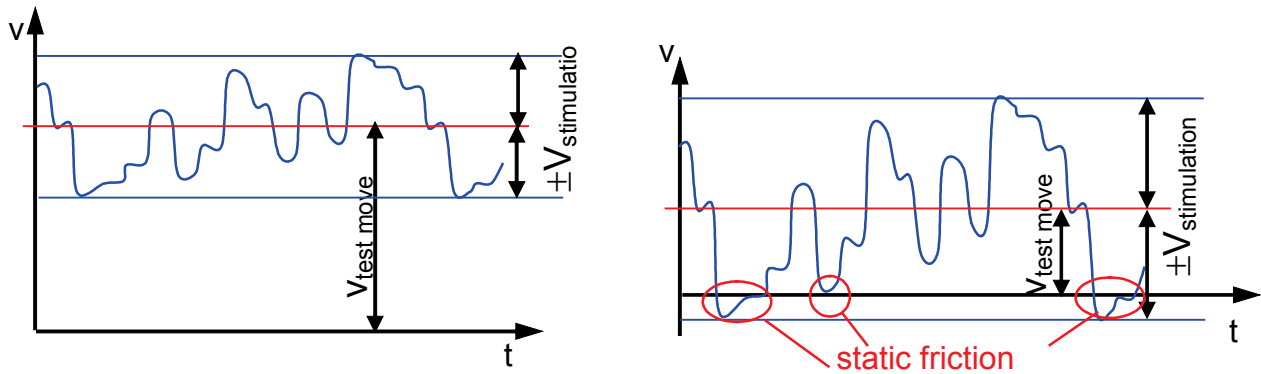 v
±Vstimulatio
vtest move
t
v
±Vstimulation
vtest move
t
static friction